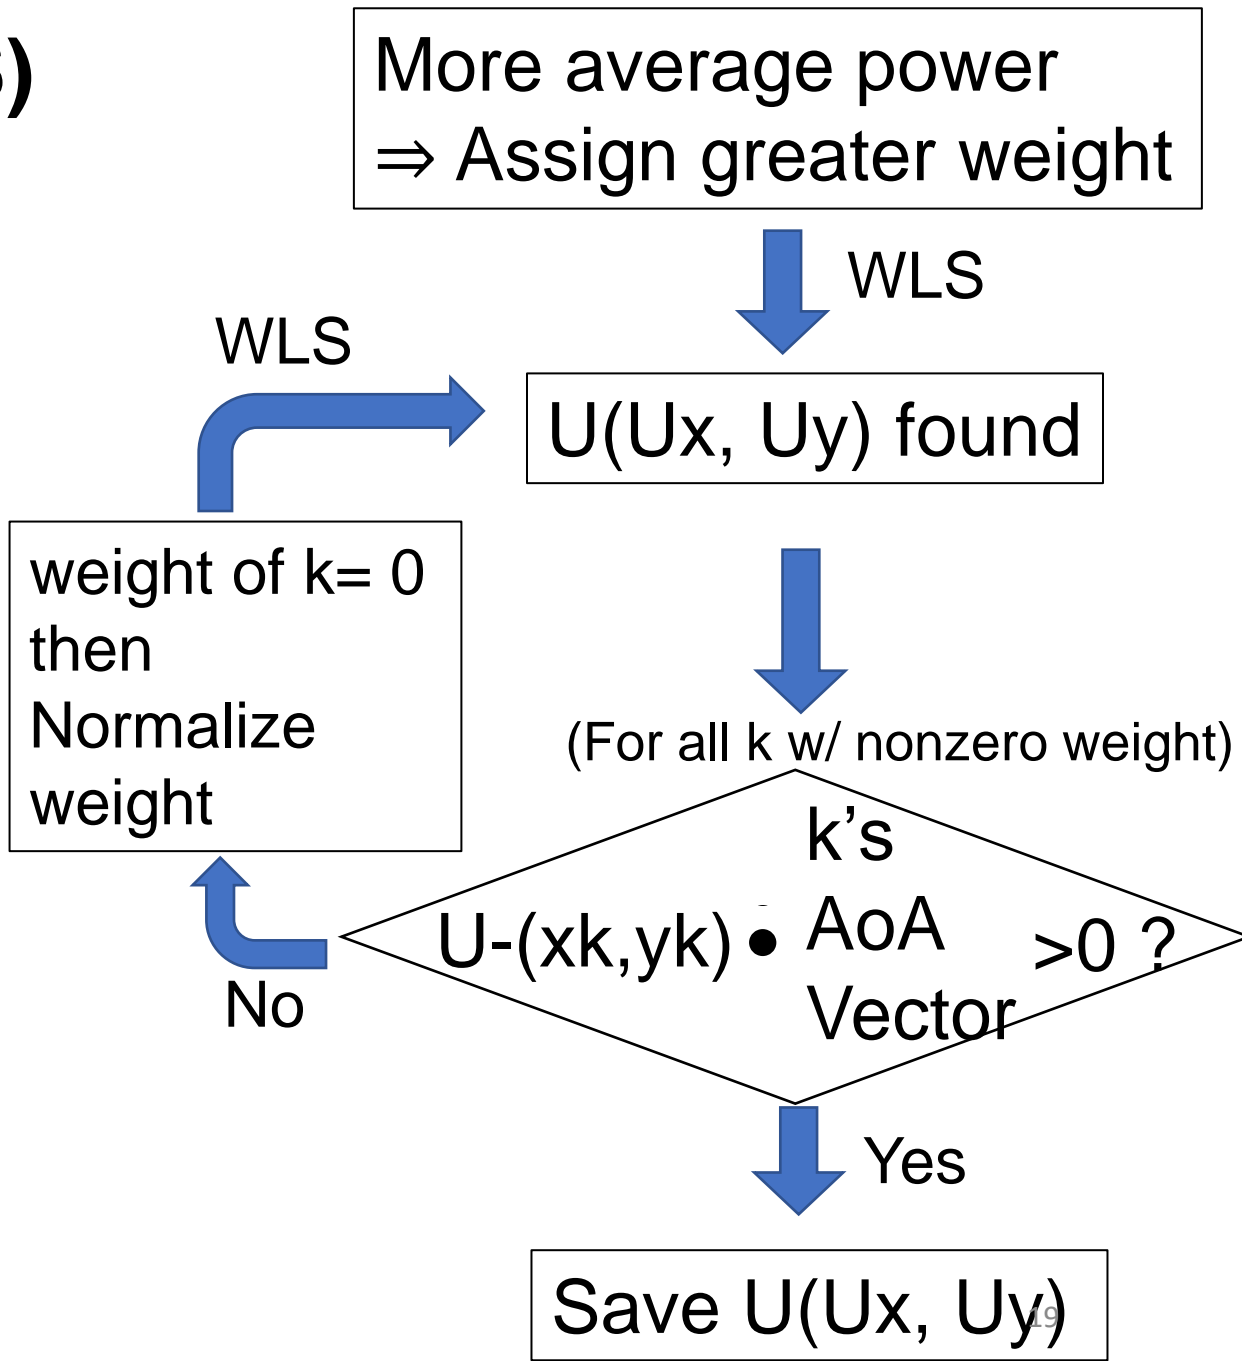 S)
More average power
⇒ Assign greater weight
WLS
WLS
U(Ux, Uy) found
weight of k= 0
then
Normalize
weight
(For all k w/ nonzero weight)
k’s
U-(xk,yk) • AoA >0 ?
Vector
No
Yes
Save U(Ux, Uy)
19